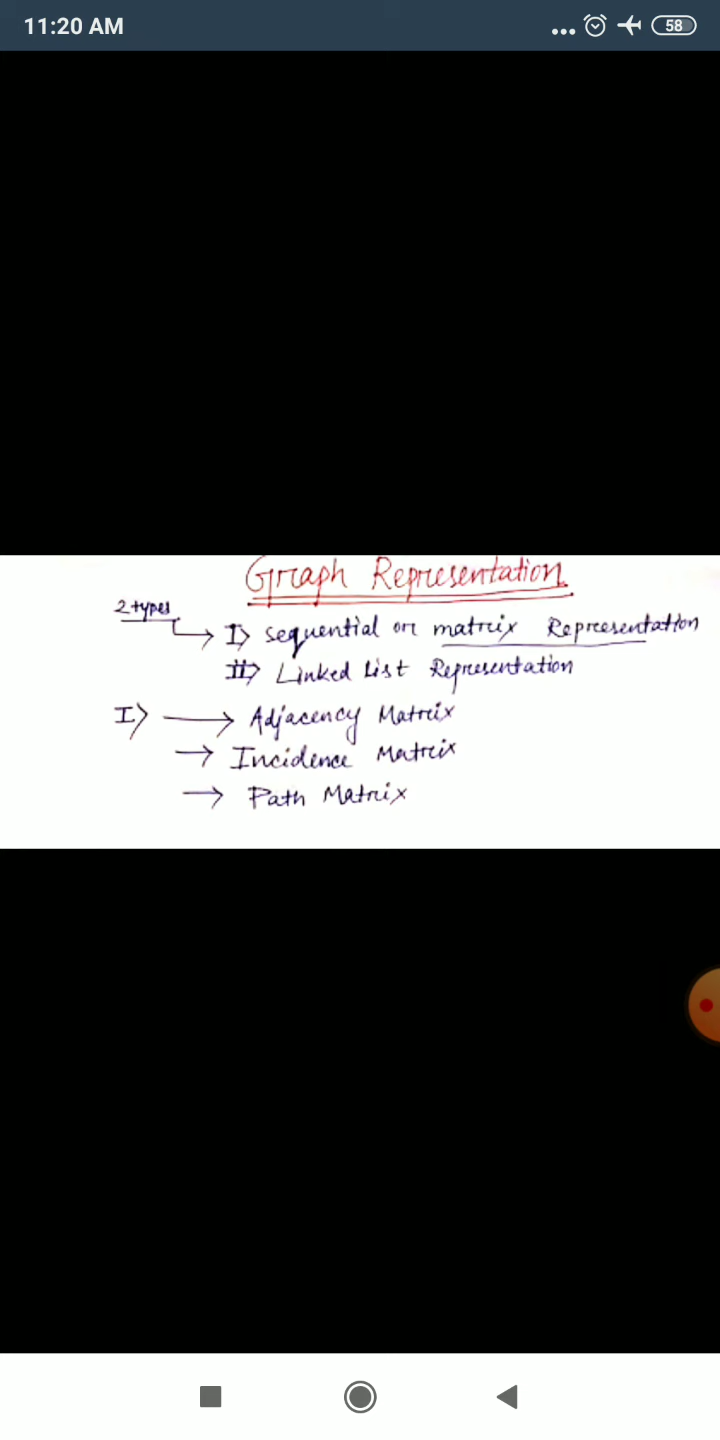 11:20 AM
58
Graph Representation
2 types
I> sequential or matrix Representation
II> Linked List Representation
I> → Adjacency Matrix
→ Incidence Matrix
→ Path Matrix